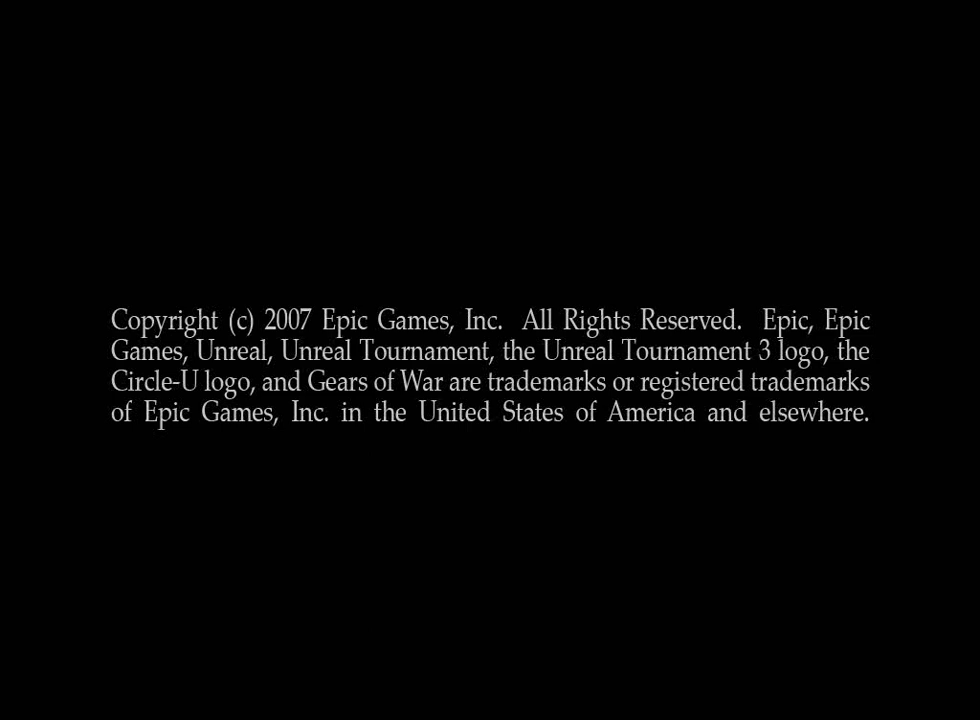 Copyright (c) 2007 Epic Games, Inc.  All Rights Reserved.  Epic, Epic
Games, Unreal, Unreal Tournament, the Unreal Tournament 3 logo, the
Circle-U logo, and Gears of War are trademarks or registered trademarks
of Epic Games, Inc. in the United States of America and elsewhere.